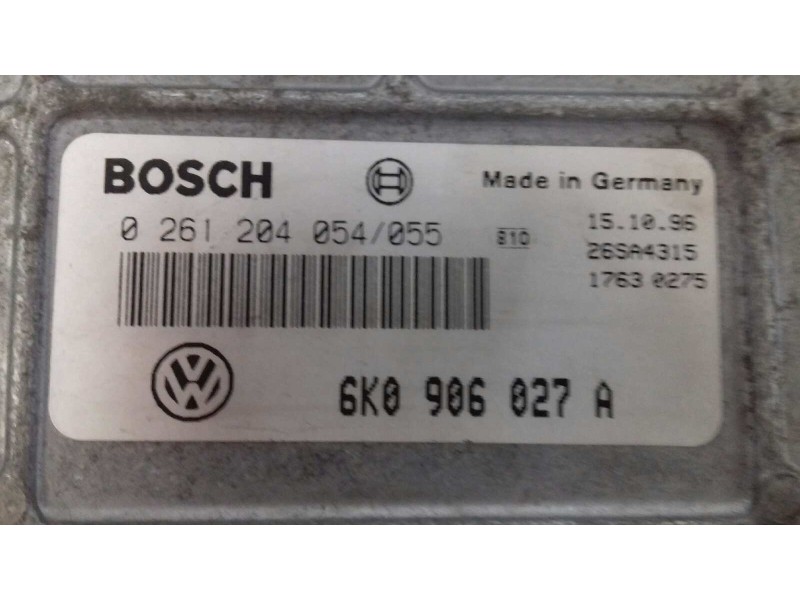 BOSCH
Made in Germany
0 261 204 054/055
810
15.10.96
26SA4315
1763 0275
6K0 906 027 A